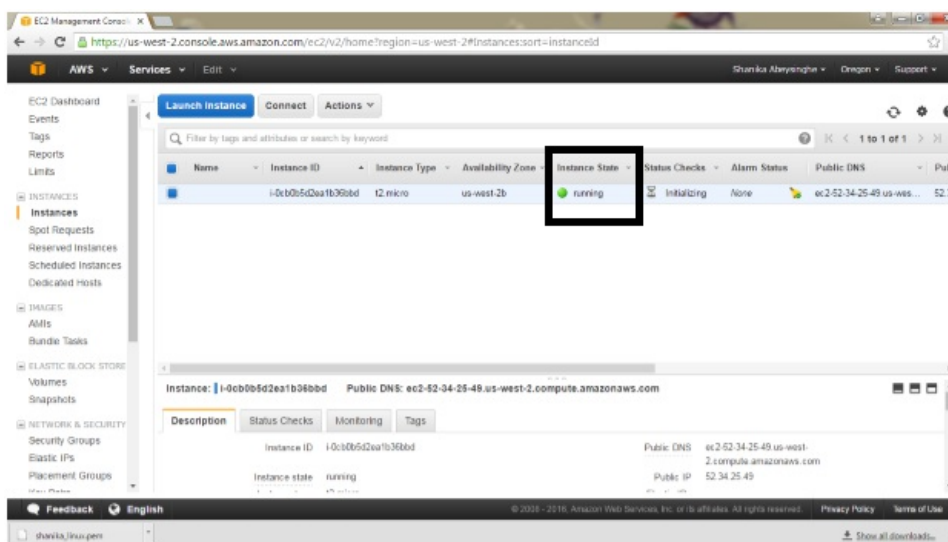 EC2 Management Consol
https://us-west-2.console.aws.amazon.com/ec2/v2/home?region=us-west-2#Instances:sort=instanceId
AWS Services Edit Shanika Abeysinghe Oregon Support
EC2 Dashboard
Events
Tags
Reports
Limits
INSTANCES
Instances
Spot Requests
Reserved Instances
Scheduled Instances
Dedicated Hosts
IMAGES
AMIs
Bundle Tasks
ELASTIC BLOCK STORE
Volumes
Snapshots
NETWORK & SECURITY
Security Groups
Elastic IPs
Placement Groups
Launch Instance Connect Actions
Filter by tags and attributes or search by keyword 1 to 1 of 1
Name Instance ID Instance Type Availability Zone Instance State Status Checks Alarm Status Public DNS Pu
i-0cb0b5d2ea1b36bbd t2.micro us-west-2b running Initializing None ec2-52-34-25-49.us-wes... 52.
Instance: i-0cb0b5d2ea1b36bbd Public DNS: ec2-52-34-25-49.us-west-2.compute.amazonaws.com
Description Status Checks Monitoring Tags
Instance ID i-0cb0b5d2ea1b36bbd Public DNS ec2-52-34-25-49.us-west-
2.compute.amazonaws.com
Instance state running Public IP 52.34.25.49
Feedback English © 2008 - 2016, Amazon Web Services, Inc. or its affiliates. All rights reserved. Privacy Policy Terms of Use
shanika_linux.pem Show all downloads...